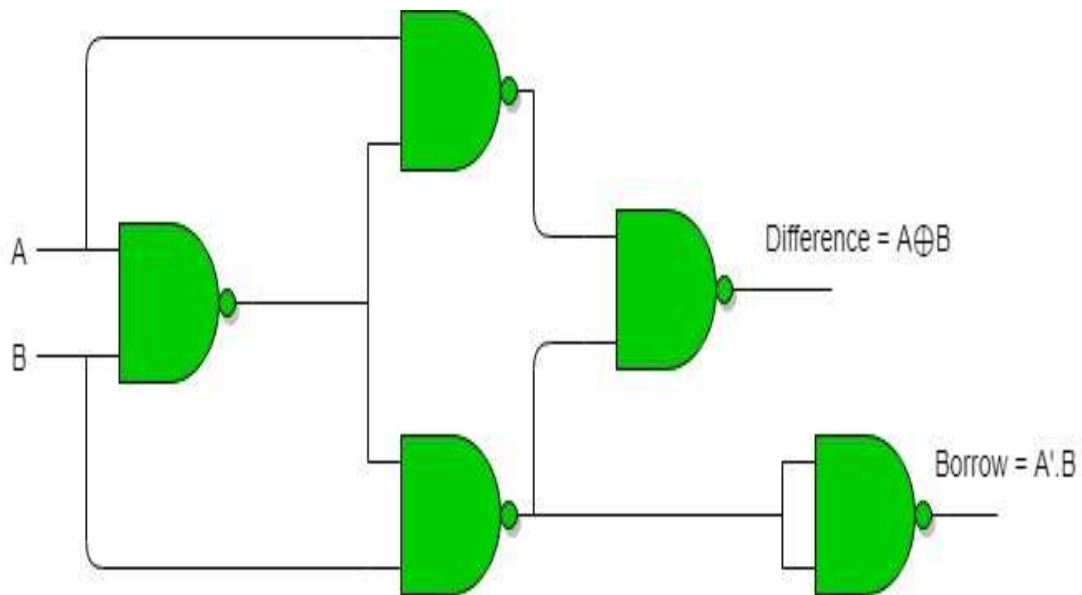 A
B
Difference = A⊕B
Borrow = A'.B